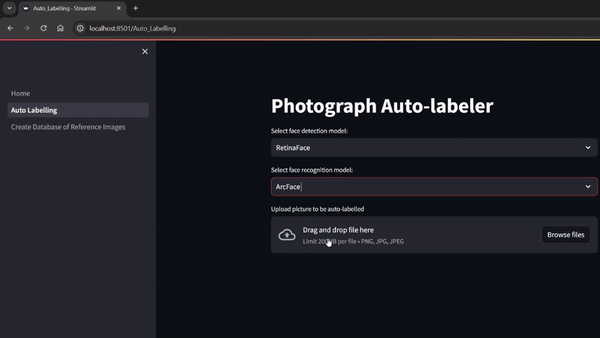 Auto_Labelling - Streamlit
localhost:8501/Auto_Labelling
Home
Auto Labelling
Create Database of Reference Images
Photograph Auto-labeler
Select face detection model:
RetinaFace
Select face recognition model:
ArcFace
Upload picture to be auto-labelled
Drag and drop file here
Limit 200MB per file • PNG, JPG, JPEG
Browse files